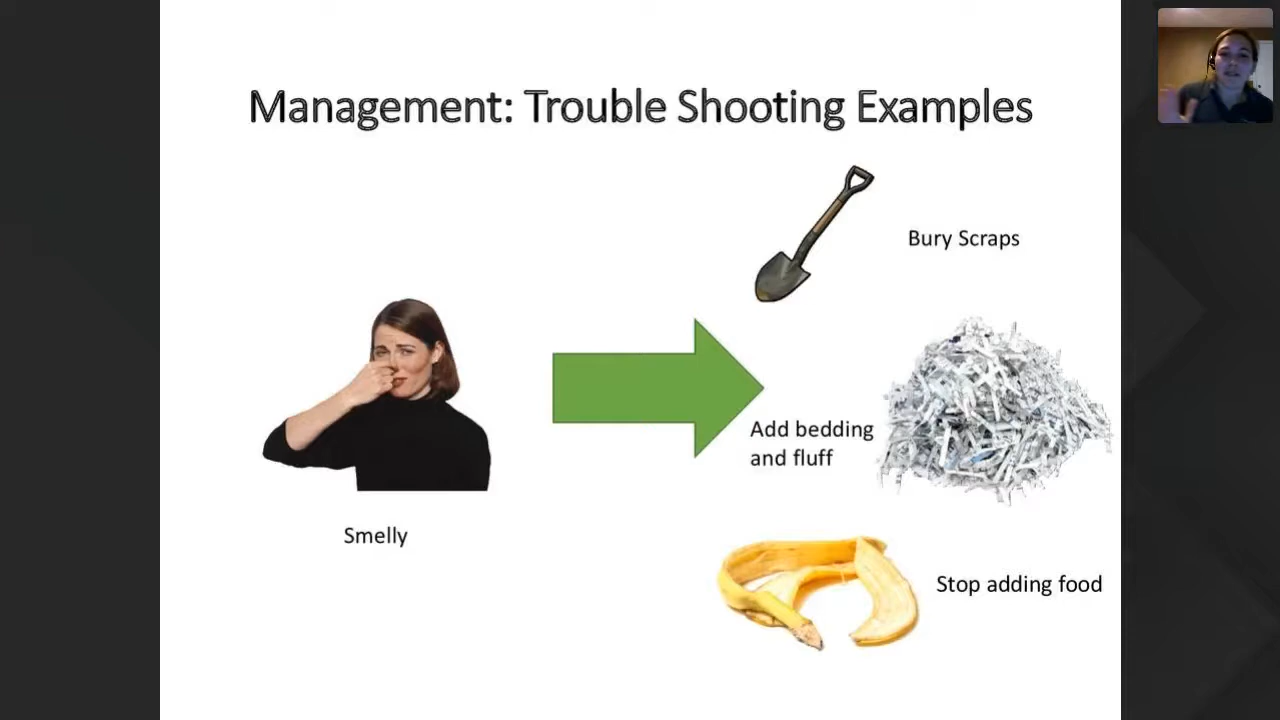 Management: Trouble Shooting Examples
Bury Scraps
Add bedding
and fluff
Smelly
Stop adding food